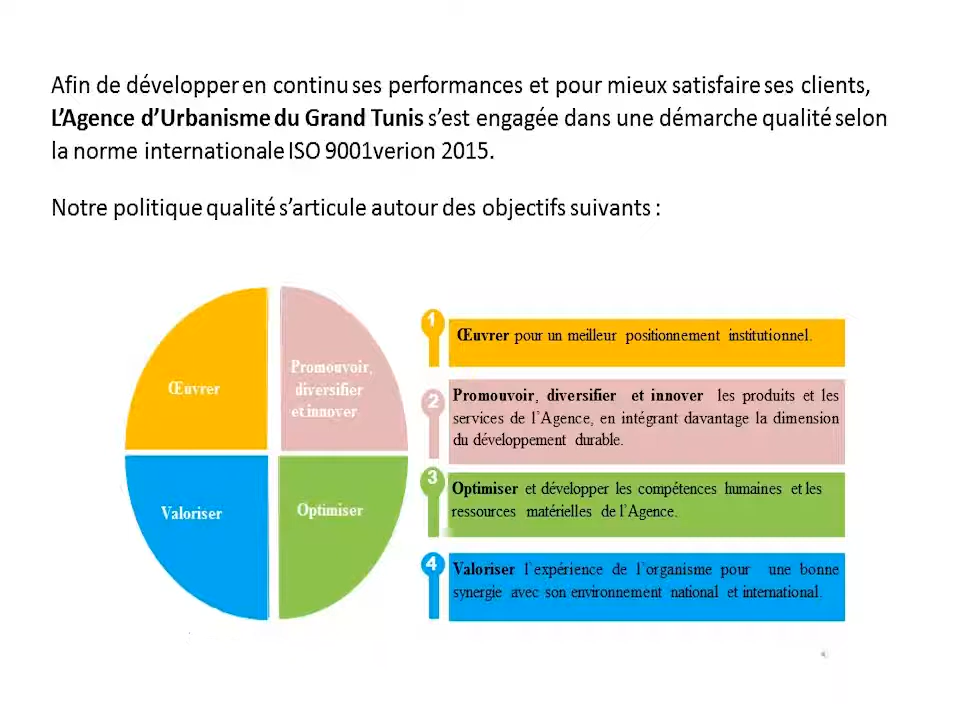 Afin de développer en continu ses performances et pour mieux satisfaire ses clients,
L’Agence d’Urbanisme du Grand Tunis s’est engagée dans une démarche qualité selon
la norme internationale ISO 9001verion 2015.
Notre politique qualité s’articule autour des objectifs suivants :
Œuvrer
Promouvoir,
diversifier
et innover
Valoriser
Optimiser
1
Œuvrer pour un meilleur positionnement institutionnel.
2
Promouvoir, diversifier et innover les produits et les
services de l’Agence, en intégrant davantage la dimension
du développement durable.
3
Optimiser et développer les compétences humaines et les
ressources matérielles de l’Agence.
4
Valoriser l’expérience de l’organisme pour une bonne
synergie avec son environnement national et international.